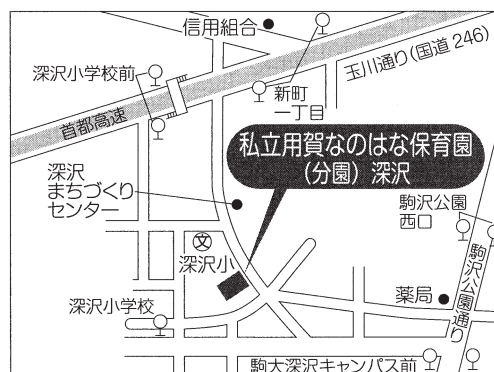 信用組合
玉川通り(国道246)
深沢小学校前
新町
一丁目
首都高速
私立用賀なのはな保育園
(分園)深沢
深沢
まちづくり
センター
駒沢公園
西口
文
深沢小
駒沢公園通り
薬局
深沢小学校
駒大深沢キャンパス前